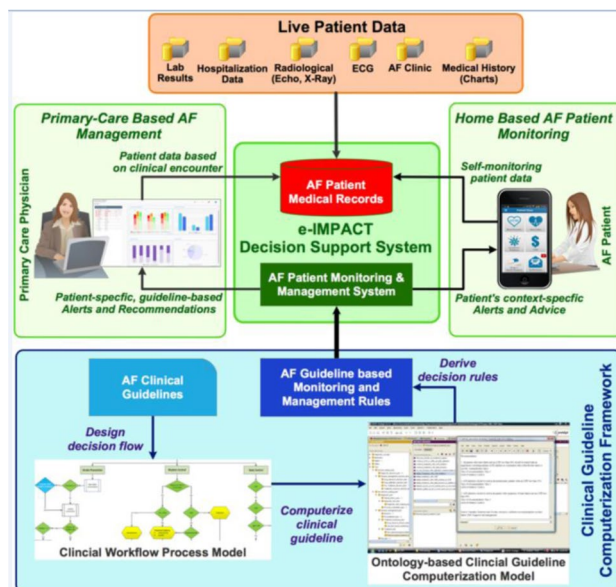 Live Patient Data
Lab
Results
Hospitalization
Data
Radiological
(Echo, X-Ray)
ECG
AF Clinic
Medical History
(Charts)
Primary-Care Based AF
Management
Patient data based
on clinical encounter
Primary Care Physician
Patient-specfic, guideline-based
Alerts and Recommendations
AF Patient
Medical Records
e-IMPACT
Decision Support System
AF Patient Monitoring &
Management System
Home Based AF Patient
Monitoring
Self-monitoring
patient data
AF Patient
Patient's context-specfic
Alerts and Advice
AF Clinical
Guidelines
AF Guideline based
Monitoring and
Management Rules
Derive
decision rules
Design
decision flow
Computerize
clinical
guideline
Clincial Workflow Process Model
Ontology-based Clincial Guideline
Computerization Model
Clinical Guideline
Computerization Framework